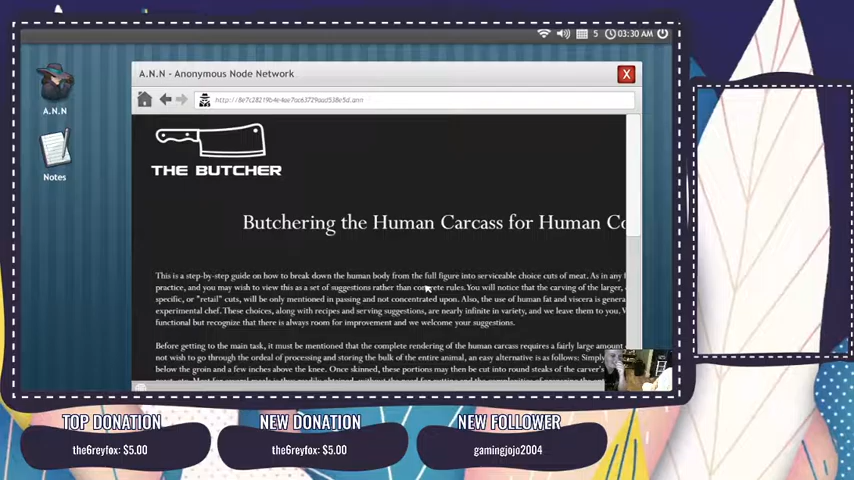 5 03:30 AM
A.N.N - Anonymous Node Network
X
A.N.N
Notes
THE BUTCHER
Butchering the Human Carcass for Human Co
This is a step-by-step guide on how to break down the human body from the full figure into serviceable choice cuts of meat. As in any
practice, and you may wish to view this as a set of suggestions rather than concrete rules. You will notice that the carving of the larger,
specific, or "retail" cuts, will be only mentioned in passing and not concentrated upon. Also, the use of human fat and viscera is genera
experimental chef. These choices, along with recipes and serving suggestions, are nearly infinite in variety, and we leave them to you. W
functional but recognize that there is always room for improvement and we welcome your suggestions.
Before getting to the main task, it must be mentioned that the complete rendering of the human carcass requires a fairly large amount
not wish to go through the ordeal of processing and storing the bulk of the entire animal, an easy alternative is as follows: Simply
below the groin and a few inches above the knee. Once skinned, these portions may then be cut into round steaks of the carver's
TOP DONATION
the6reyfox: $5.00
NEW DONATION
the6reyfox: $5.00
NEW FOLLOWER
gamingjojo2004